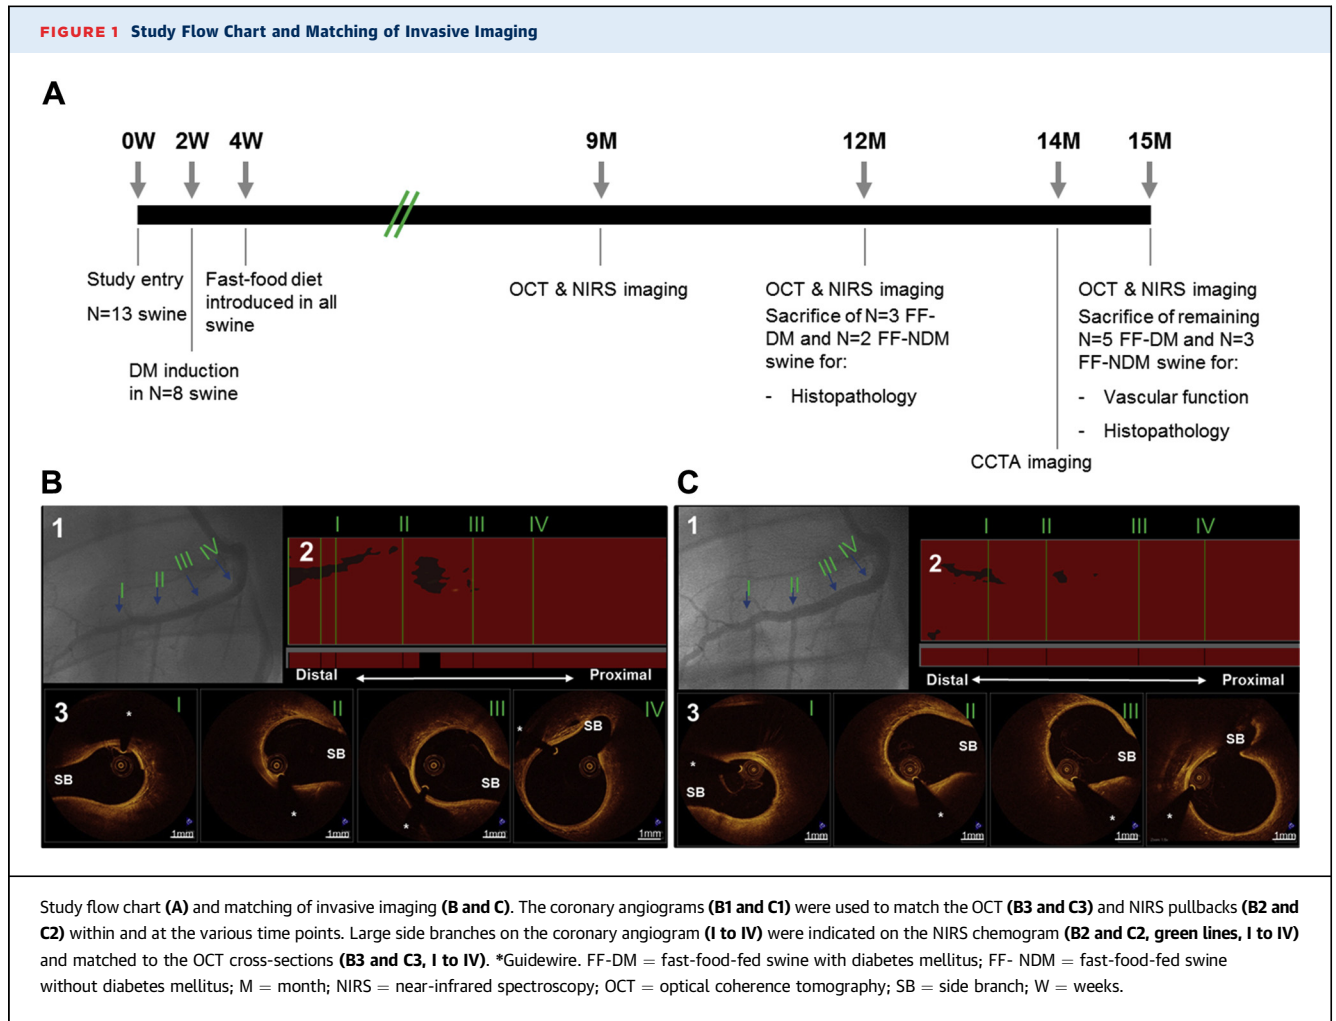 FIGURE 1 Study Flow Chart and Matching of Invasive Imaging
A
0W 2W 4W 9M 12M 14M 15M
Study entry
N=13 swine
DM induction
in N=8 swine
Fast-food diet
introduced in all
swine
OCT & NIRS imaging
OCT & NIRS imaging
Sacrifice of N=3 FF-
DM and N=2 FF-NDM
swine for:
- Histopathology
CCTA imaging
OCT & NIRS imaging
Sacrifice of remaining
N=5 FF-DM and N=3
FF-NDM swine for:
- Vascular function
- Histopathology
B
1
I II III IV
2
I II III IV
Distal Proximal
3
I II III IV
SB SB SB SB
* * * *
1mm 1mm 1mm 1mm
C
1
I II III IV
2
I II III IV
Distal Proximal
3
I II III
SB SB SB SB
* * * *
1mm 1mm 1mm 1mm
Study flow chart (A) and matching of invasive imaging (B and C). The coronary angiograms (B1 and C1) were used to match the OCT (B3 and C3) and NIRS pullbacks (B2 and
C2) within and at the various time points. Large side branches on the coronary angiogram (I to IV) were indicated on the NIRS chemogram (B2 and C2, green lines, I to IV)
and matched to the OCT cross-sections (B3 and C3, I to IV). *Guidewire. FF-DM = fast-food-fed swine with diabetes mellitus; FF- NDM = fast-food-fed swine
without diabetes mellitus; M = month; NIRS = near-infrared spectroscopy; OCT = optical coherence tomography; SB = side branch; W = weeks.